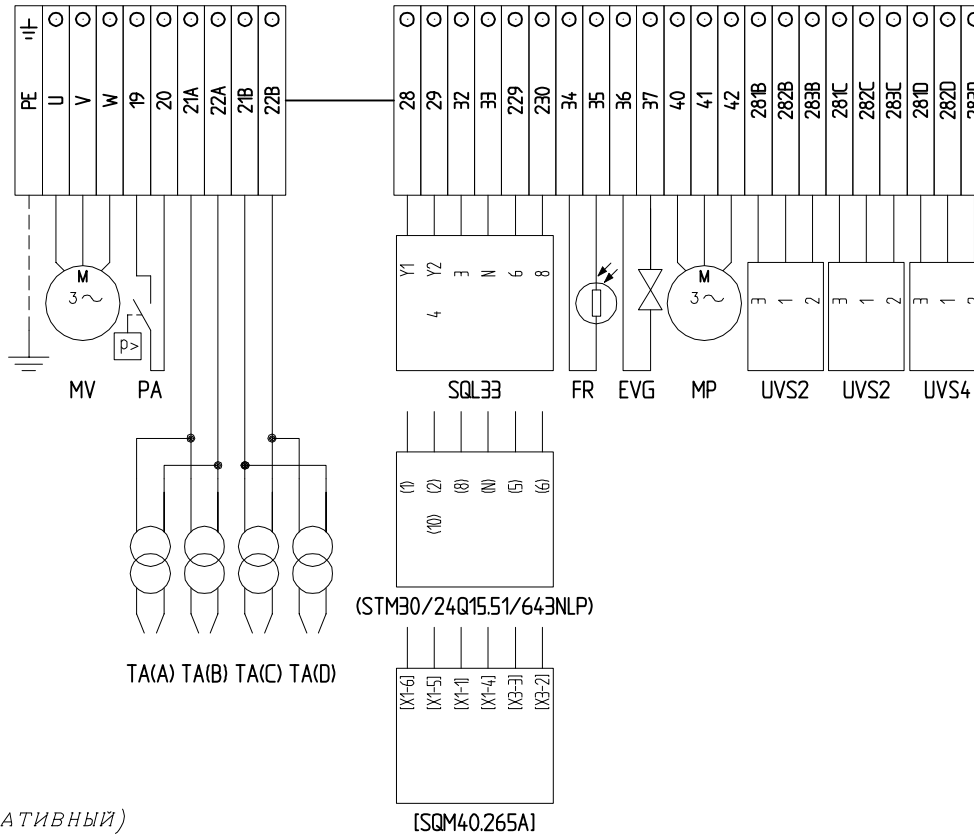 PE U V W 19 20 21A 22A 21B 22B 28 29 32 33 229 230 34 35 36 37 40 41 42 281B 282B 283B 281C 282C 283C 281D 282D 283D
Y1 Y2 3 N 6 8
4
M
3~
p>
M
3~
3 1 2
3 1 2
3 1 2
MV PA SQL33 FR EVG MP UVS2 UVS2 UVS4
(1) (2) (8) (N) (5) (6)
(10)
(STM30/24Q15.51/643NLP)
TA(A) TA(B) TA(C) TA(D)
[X1-6] [X1-5] [X1-1] [X1-4] [X3-3] [X3-2]
[SQM40.265A]
АТИВНЫЙ)